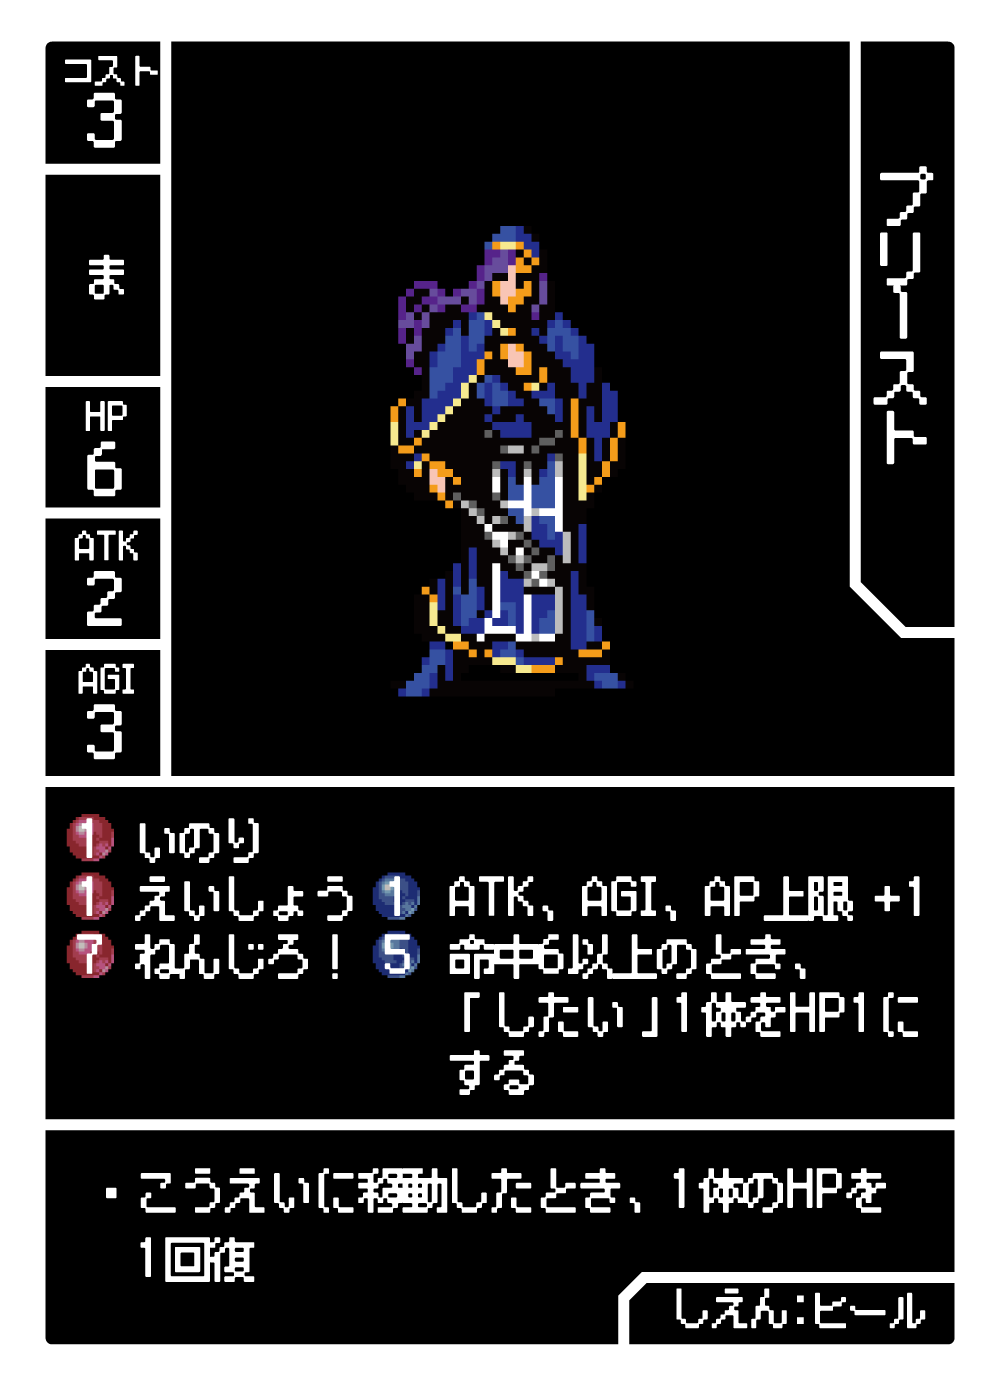 コスト
3
ま
HP
6
ATK
2
AGI
3
プリースト
1 いのり
1 えいしょう 1 ATK、AGI、AP上限 +1
7 ねんじろ！ 5 命中6以上のとき、
「したい」1体をHP1に
する
・こうえいに移動したとき、1体のHPを
1回復
しえん:ヒール